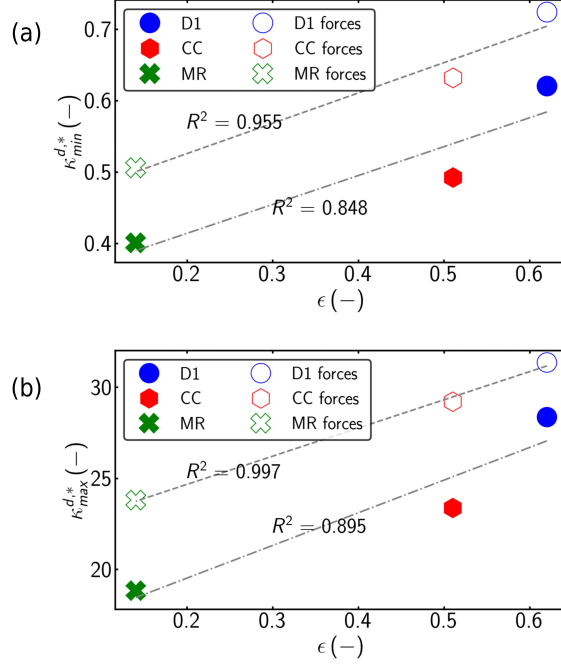 (a)
0.7
0.6
0.5
0.4
κ_min^{d,*} (−)
D1
D1 forces
CC
CC forces
MR
MR forces
R² = 0.955
R² = 0.848
0.2 0.3 0.4 0.5 0.6
ϵ (−)
(b)
30
25
20
κ_max^{d,*} (−)
D1
D1 forces
CC
CC forces
MR
MR forces
R² = 0.997
R² = 0.895
0.2 0.3 0.4 0.5 0.6
ϵ (−)